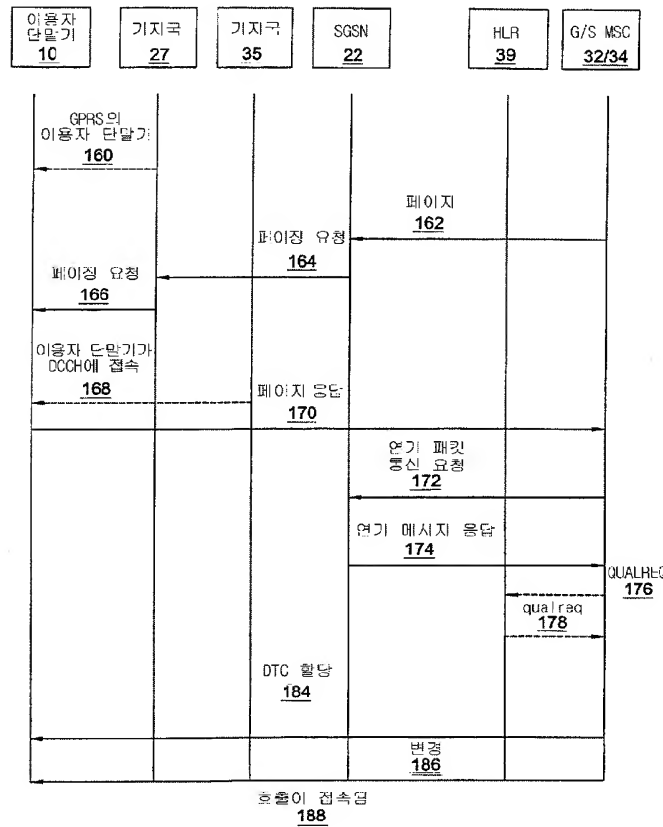 이용자
단말기
10
기지국
27
기지국
35
SGSN
22
HLR
39
G/S MSC
32/34
GPRS의
이용자 단말기
160
페이지
162
페이징 요청
164
페이징 요청
166
이용자 단말기가
DCCH에 접속
168
페이지 응답
170
연기 패킷
통신 요청
172
연기 메시지 응답
174
QUALREQ
176
qualreq
178
DTC 할당
184
변경
186
호출이 접속됨
188